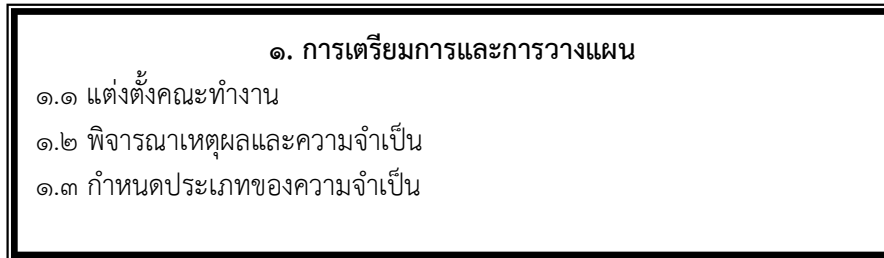 ๑. การเตรียมการและการวางแผน
๑.๑ แต่งตั้งคณะทำงาน
๑.๒ พิจารณาเหตุผลและความจำเป็น
๑.๓ กำหนดประเภทของความจำเป็น